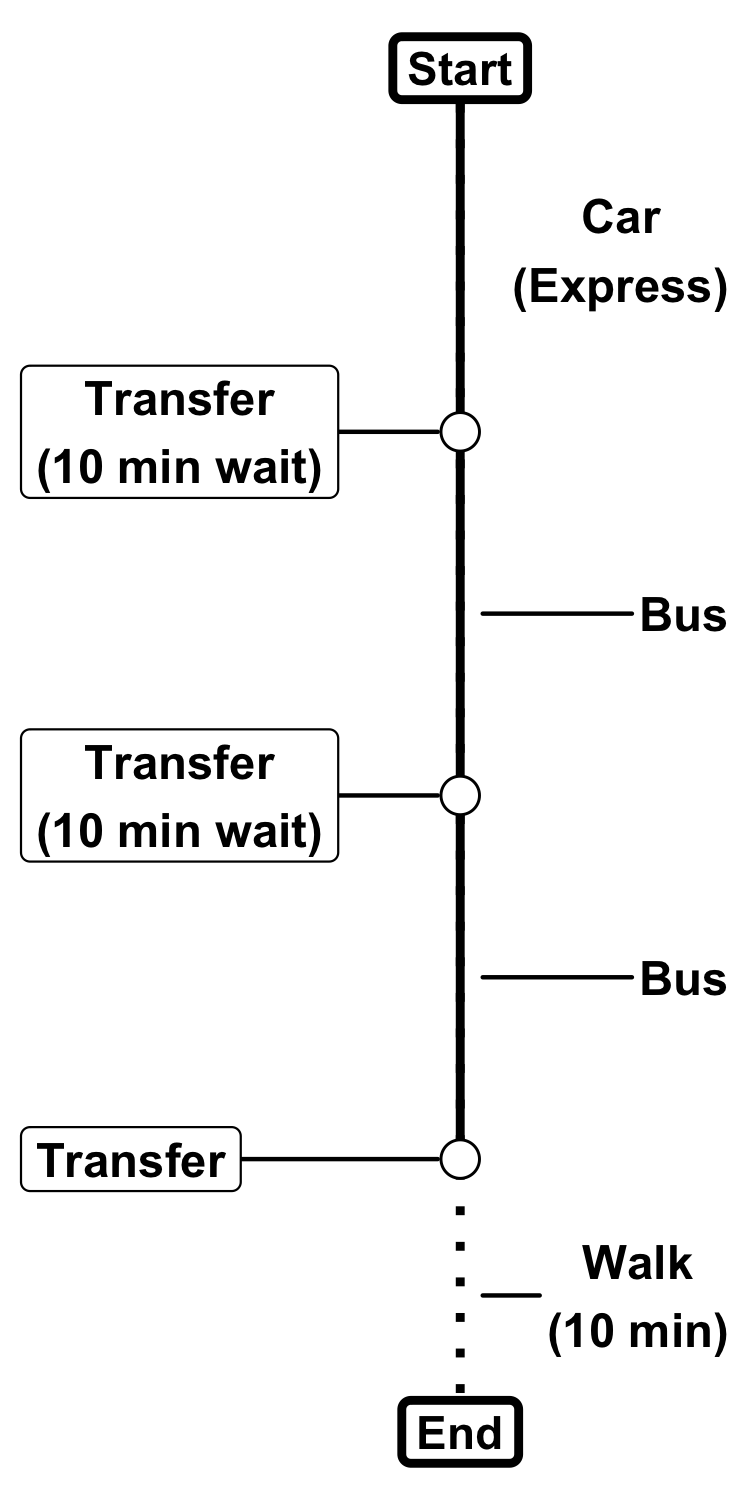 Start
Car
(Express)
Transfer
(10 min wait)
Bus
Transfer
(10 min wait)
Bus
Transfer
Walk
(10 min)
End